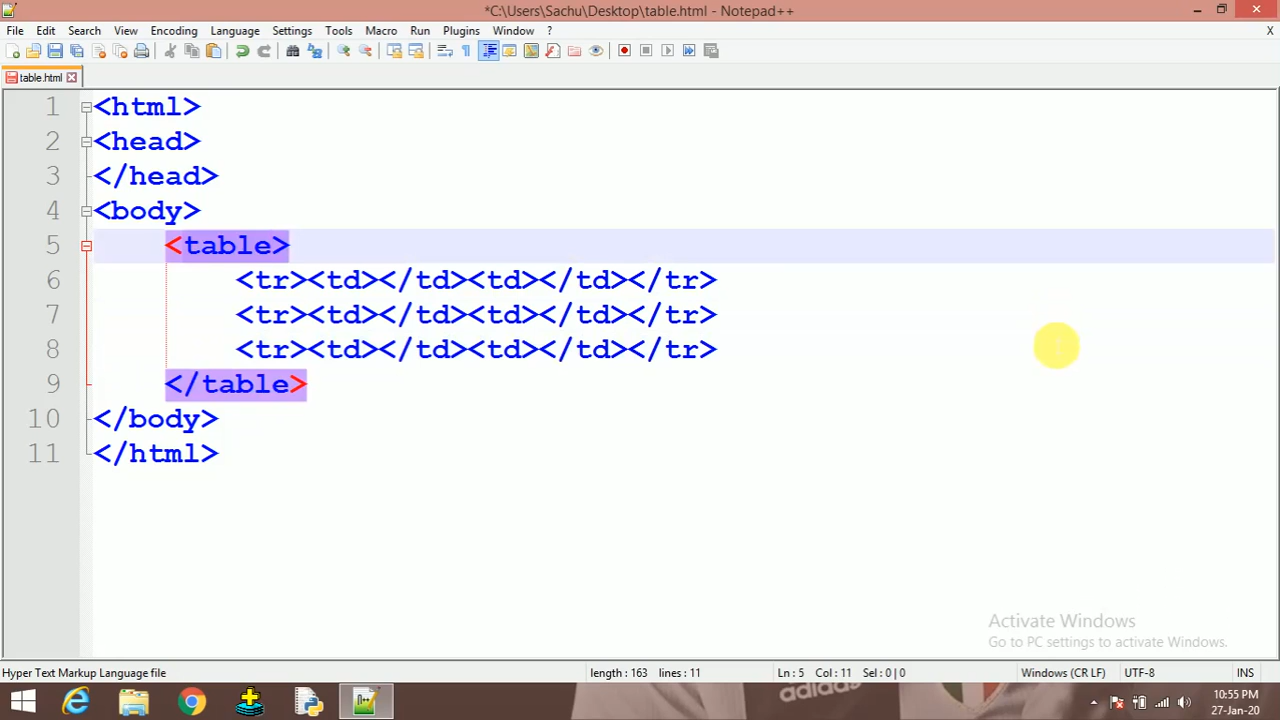 *C:\Users\Sachu\Desktop\table.html - Notepad++
File Edit Search View Encoding Language Settings Tools Macro Run Plugins Window ? X
table.html
1 <html>
2 <head>
3 </head>
4 <body>
5 <table>
6 <tr><td></td><td></td></tr>
7 <tr><td></td><td></td></tr>
8 <tr><td></td><td></td></tr>
9 </table>
10 </body>
11 </html>
Activate Windows
Go to PC settings to activate Windows.
Hyper Text Markup Language file length : 163 lines : 11 Ln : 5 Col : 11 Sel : 0 | 0 Windows (CR LF) UTF-8 INS
adidas
10:55 PM
27-Jan-20